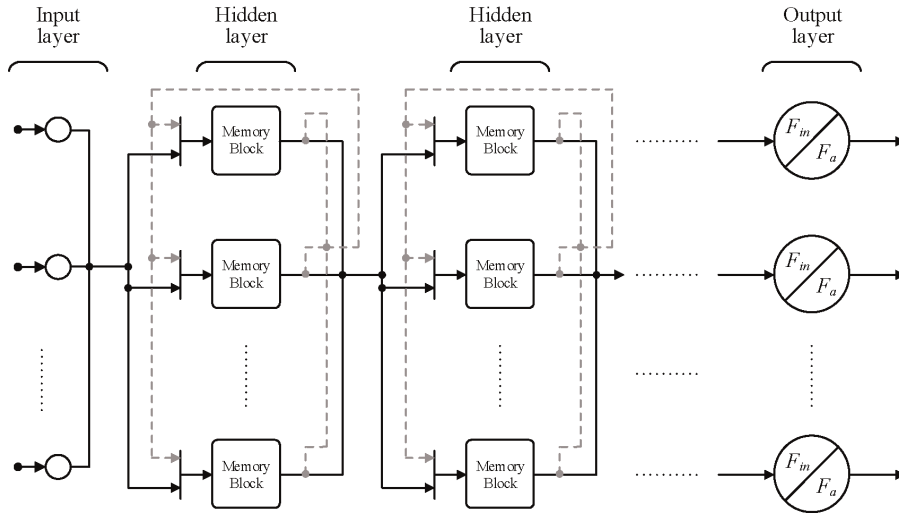 Input
layer
Hidden
layer
Hidden
layer
Output
layer
Memory
Block
Memory
Block
F_in
F_a
Memory
Block
Memory
Block
F_in
F_a
Memory
Block
Memory
Block
F_in
F_a